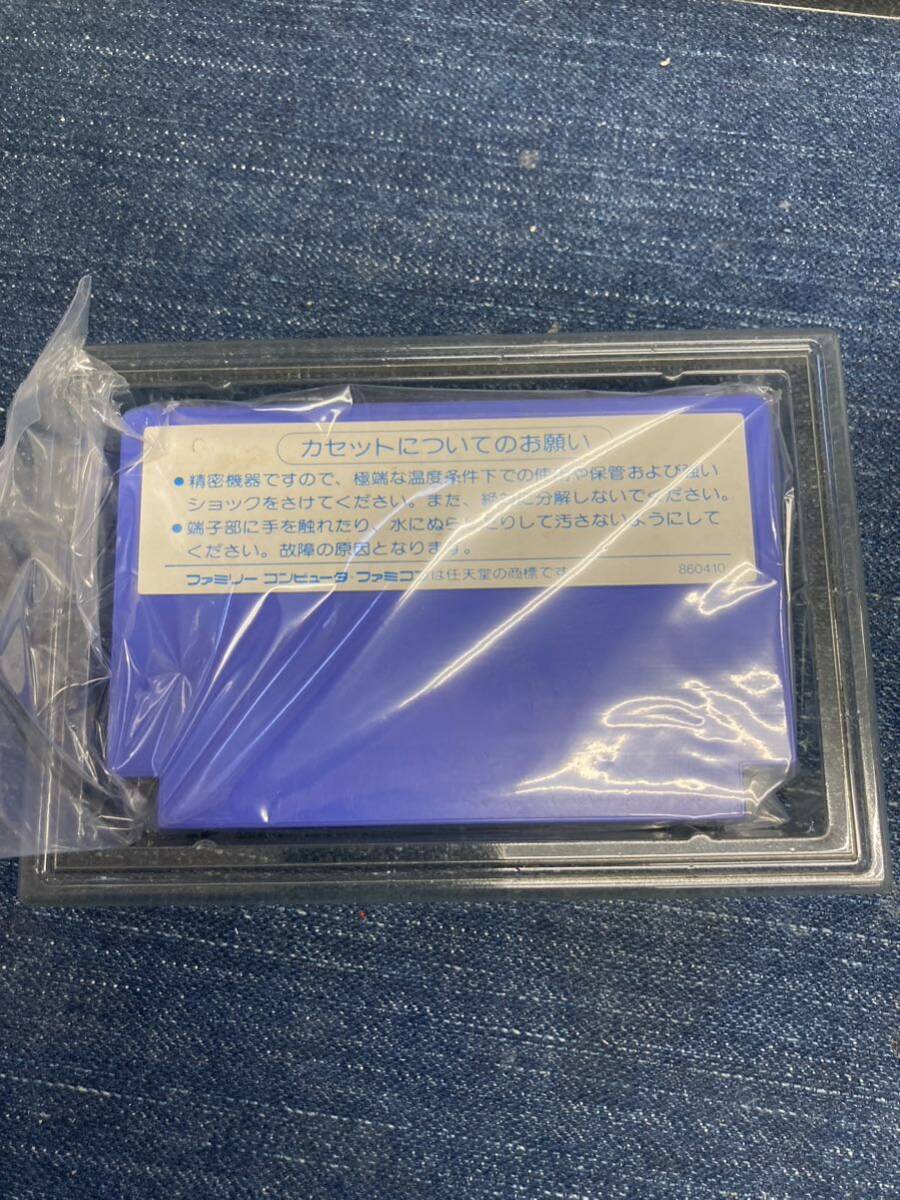 カセットについてのお願い
●精密機器ですので、極端な温度条件下での使用や保管および強い
ショックをさけてください。また、絶対に分解しないでください。
●端子部に手を触れたり、水にぬらしたりして汚さないようにして
ください。故障の原因となります。
ファミリー コンピュータ・ファミコンは任天堂の商標です 860410